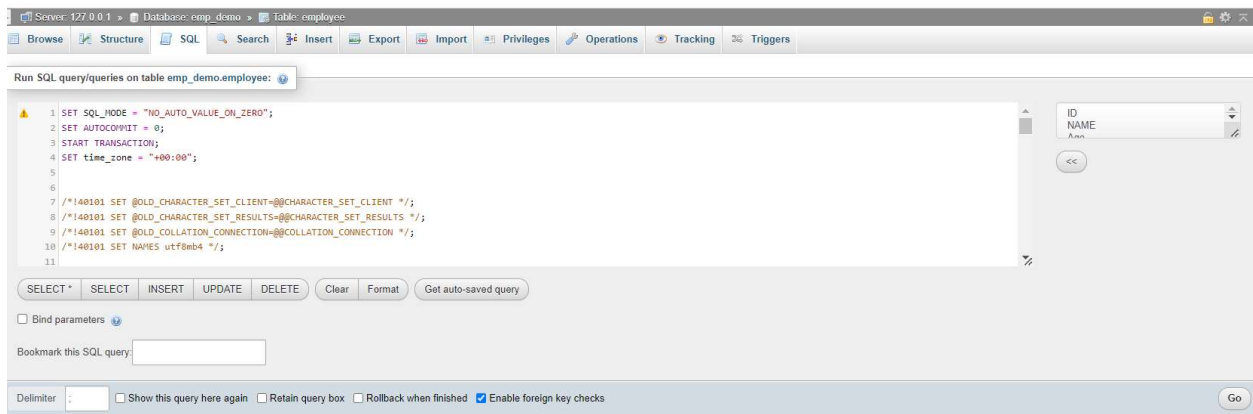 Server: 127.0.0.1 » Database: emp_demo » Table: employee
Browse Structure SQL Search Insert Export Import Privileges Operations Tracking Triggers
Run SQL query/queries on table emp_demo.employee:
1 SET SQL_MODE = "NO_AUTO_VALUE_ON_ZERO";
2 SET AUTOCOMMIT = 0;
3 START TRANSACTION;
4 SET time_zone = "+00:00";
5
6
7 /*!40101 SET @OLD_CHARACTER_SET_CLIENT=@@CHARACTER_SET_CLIENT */;
8 /*!40101 SET @OLD_CHARACTER_SET_RESULTS=@@CHARACTER_SET_RESULTS */;
9 /*!40101 SET @OLD_COLLATION_CONNECTION=@@COLLATION_CONNECTION */;
10 /*!40101 SET NAMES utf8mb4 */;
11
ID
NAME
Age
<<
SELECT * SELECT INSERT UPDATE DELETE Clear Format Get auto-saved query
Bind parameters
Bookmark this SQL query:
Delimiter ; Show this query here again Retain query box Rollback when finished Enable foreign key checks Go